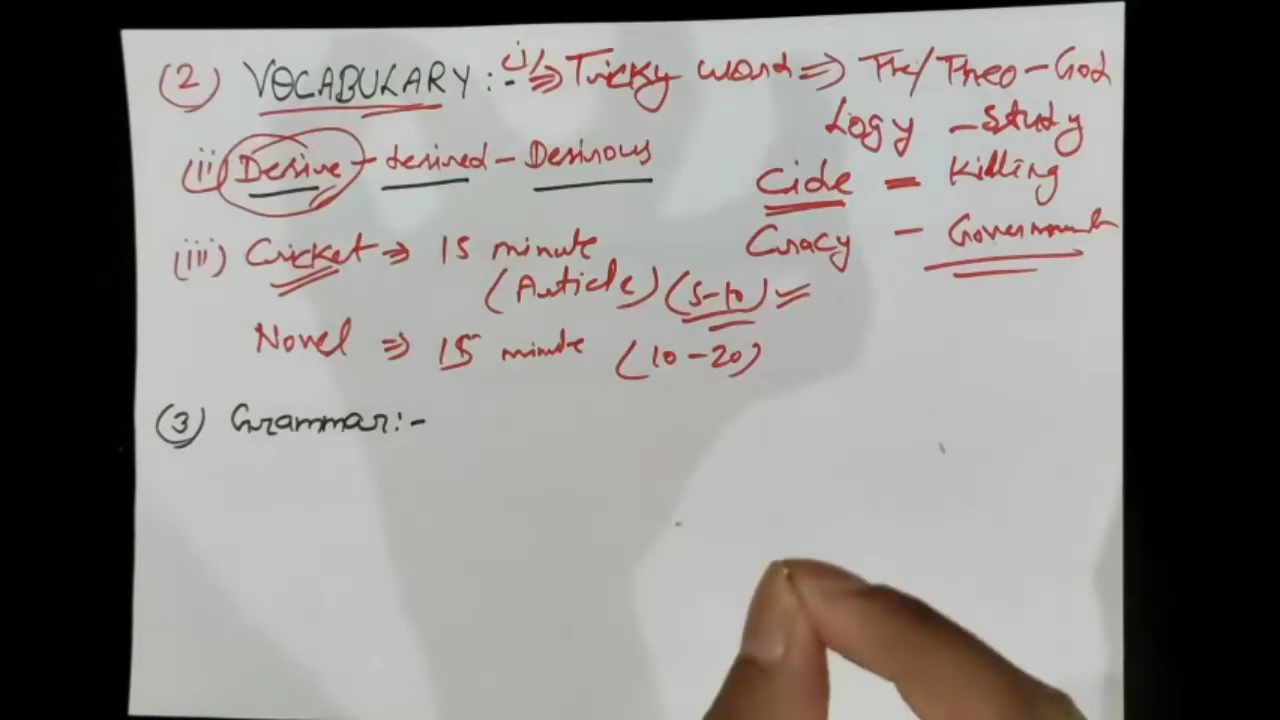 (2) VOCABULARY :- (i) ⇒ Tricky word ⇒ The/Theo - God
Logy - Study
(ii) Desire - desired - Desirous
Cide = Killing
Cracy - Government
(iii) Cricket ⇒ 15 minute
(Article) (5-10)
Novel ⇒ 15 minute (10-20)
(3) Grammar:-